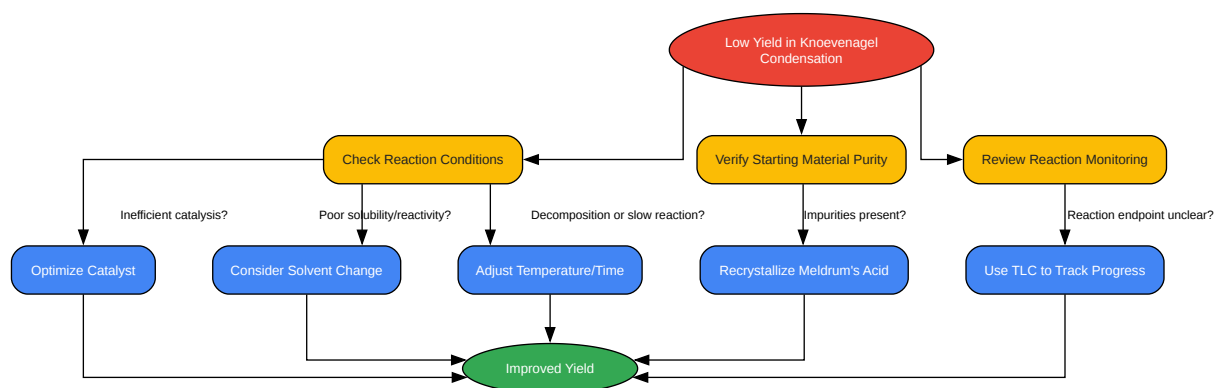 Low Yield in Knoevenagel
Condensation
Check Reaction Conditions
Verify Starting Material Purity
Review Reaction Monitoring
Inefficient catalysis?
Poor solubility/reactivity?
Decomposition or slow reaction?
Impurities present?
Reaction endpoint unclear?
Optimize Catalyst
Consider Solvent Change
Adjust Temperature/Time
Recrystallize Meldrum's Acid
Use TLC to Track Progress
Improved Yield